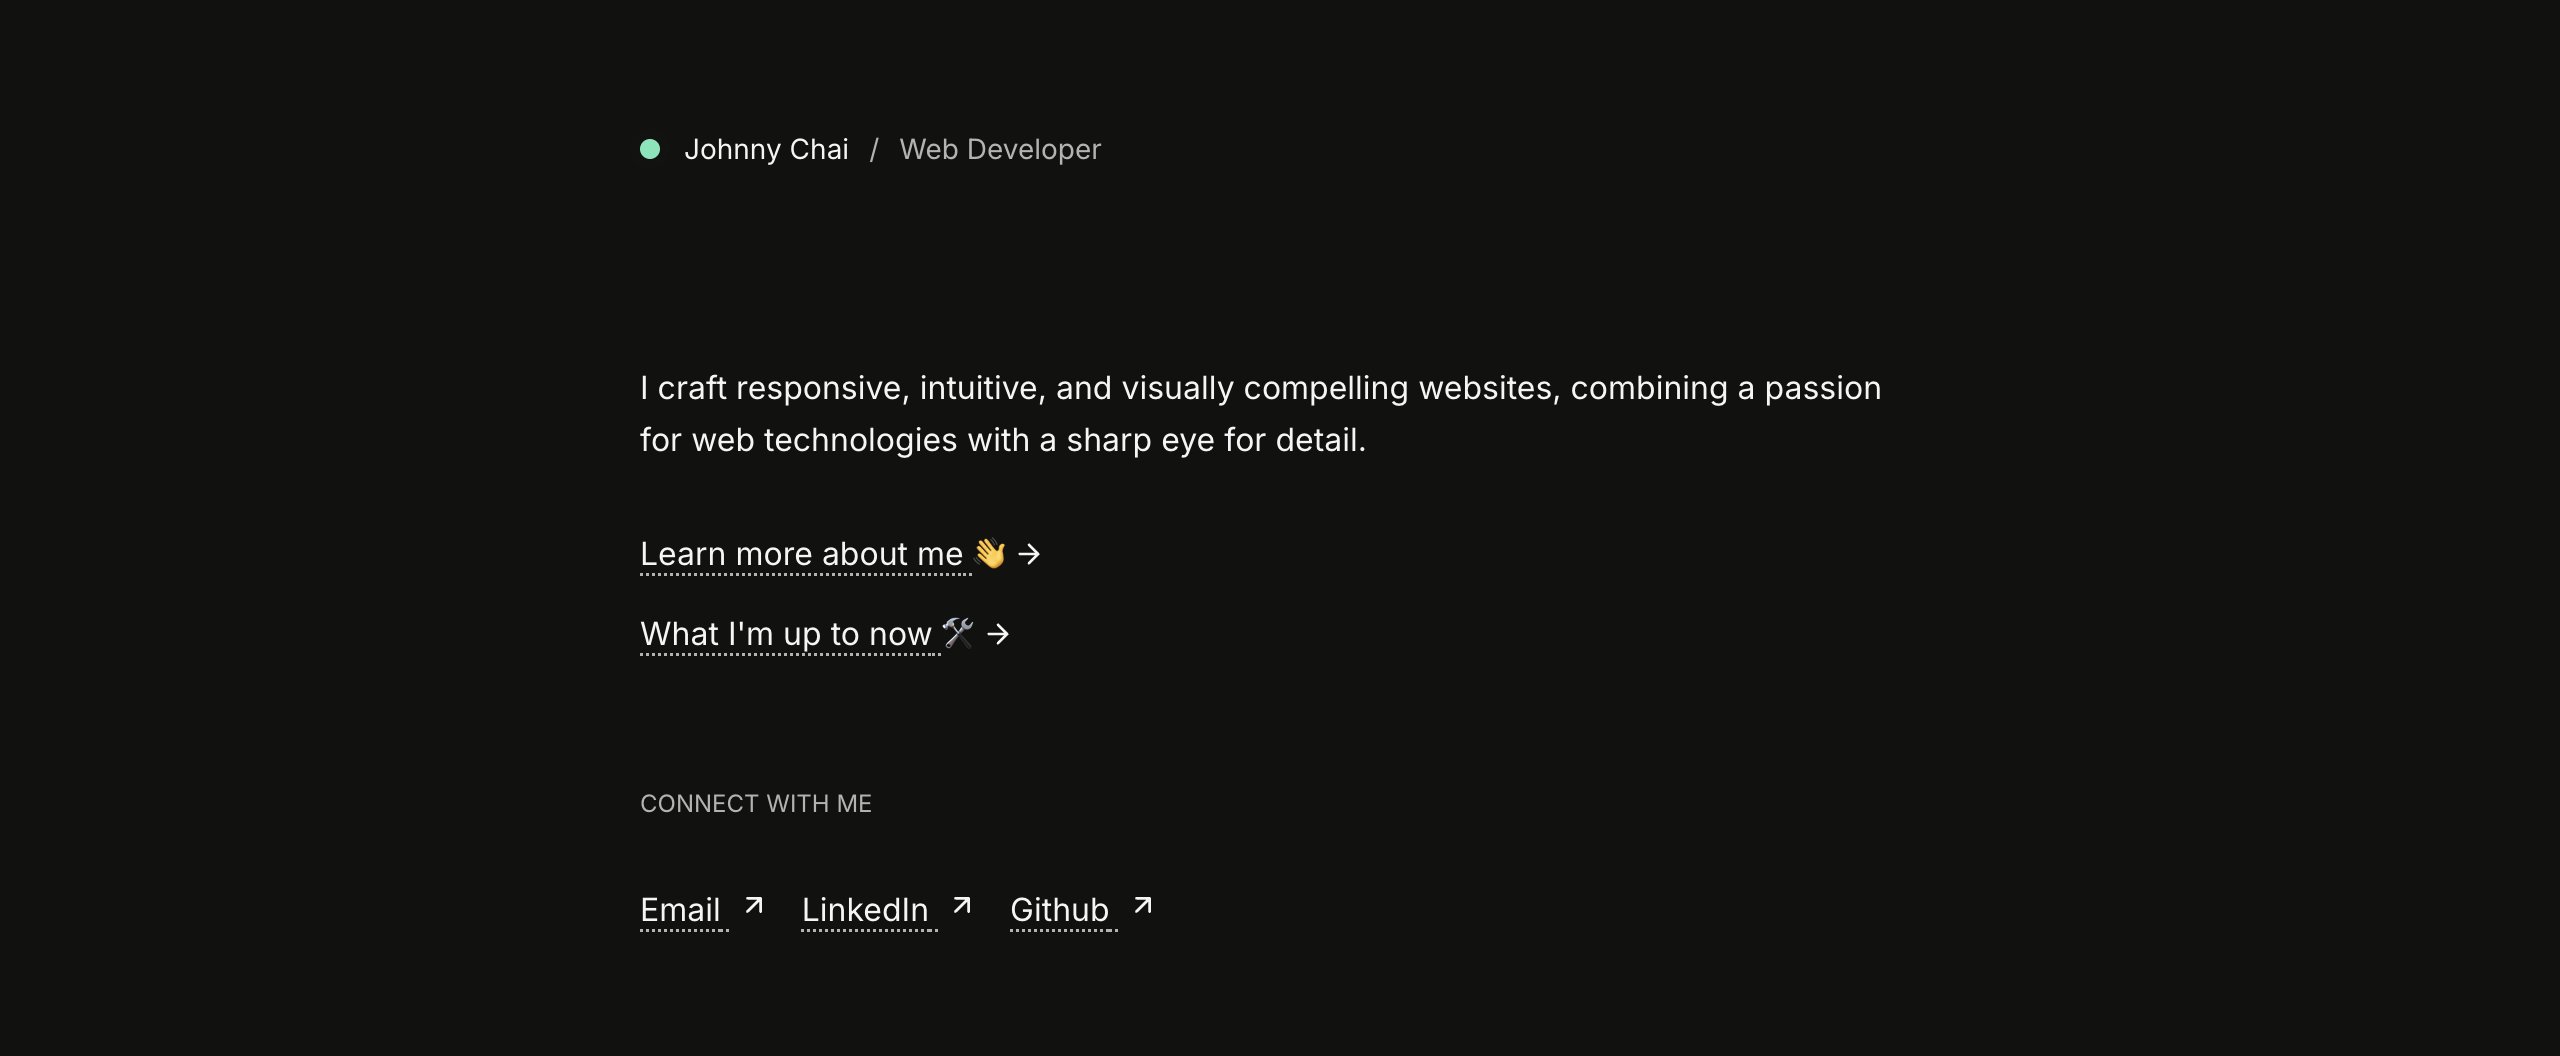 Johnny Chai / Web Developer
I craft responsive, intuitive, and visually compelling websites, combining a passion
for web technologies with a sharp eye for detail.
Learn more about me 👋 →
What I'm up to now 🛠️ →
CONNECT WITH ME
Email ↗ LinkedIn ↗ Github ↗